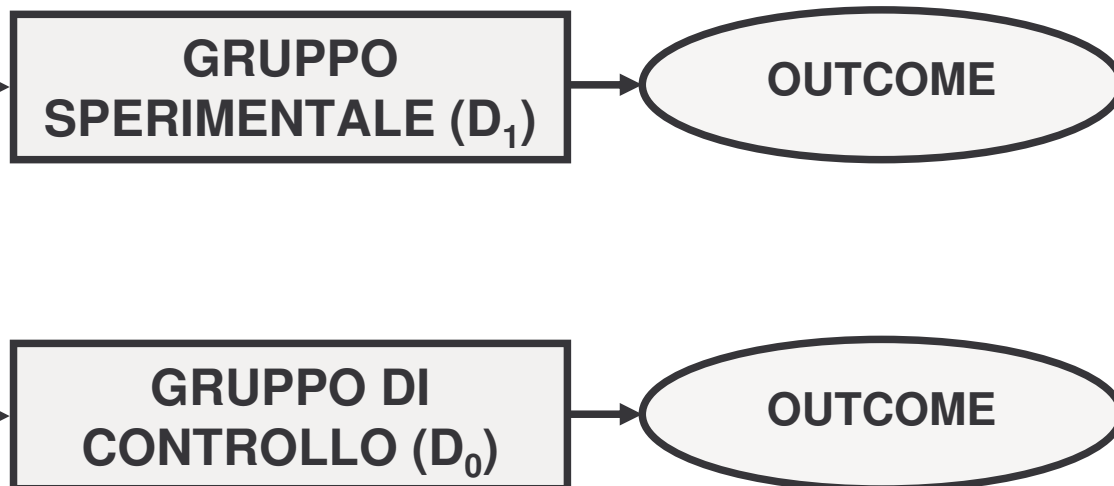 GRUPPO
SPERIMENTALE (D₁)
OUTCOME
GRUPPO DI
CONTROLLO (D₀)
OUTCOME